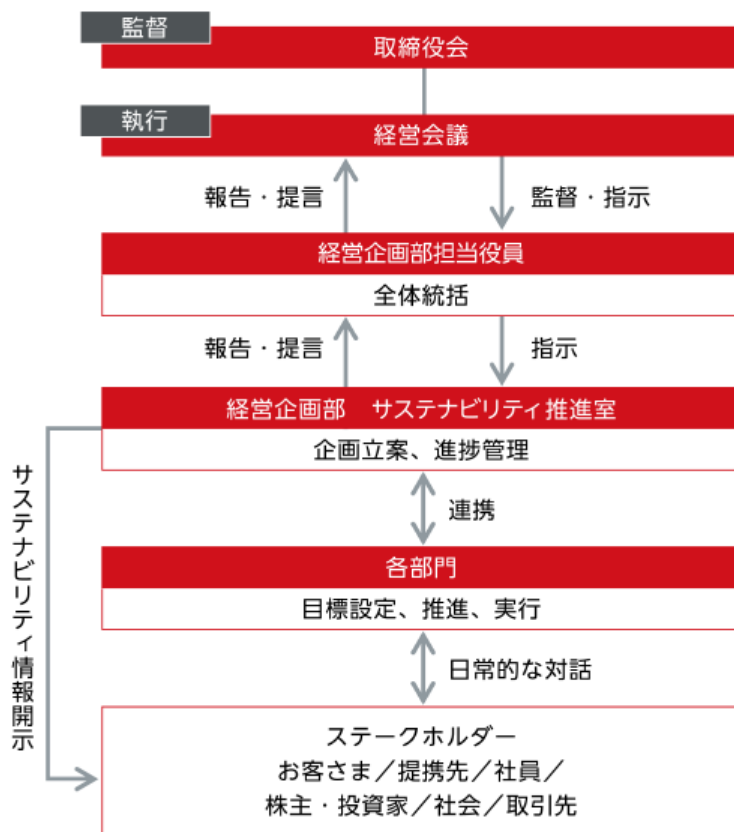 監督
取締役会
執行
経営会議
報告・提言
監督・指示
経営企画部担当役員
全体統括
報告・提言
指示
経営企画部　サステナビリティ推進室
企画立案、進捗管理
サステナビリティ情報開示
連携
各部門
目標設定、推進、実行
日常的な対話
ステークホルダー
お客さま／提携先／社員／
株主・投資家／社会／取引先